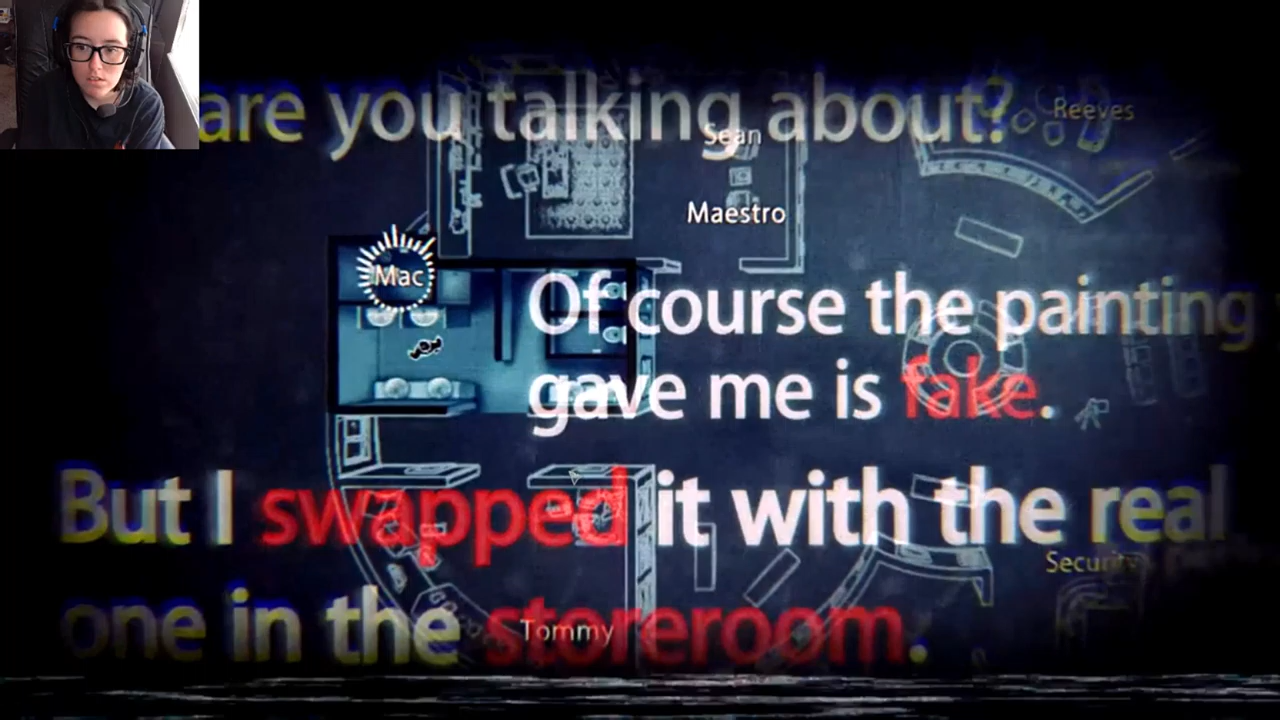 are you talking about?
Reeves
Sean
Maestro
Mac
Of course the painting
gave me is fake.
But I swapped it with the real
Security
one in the storeroom.
Tommy